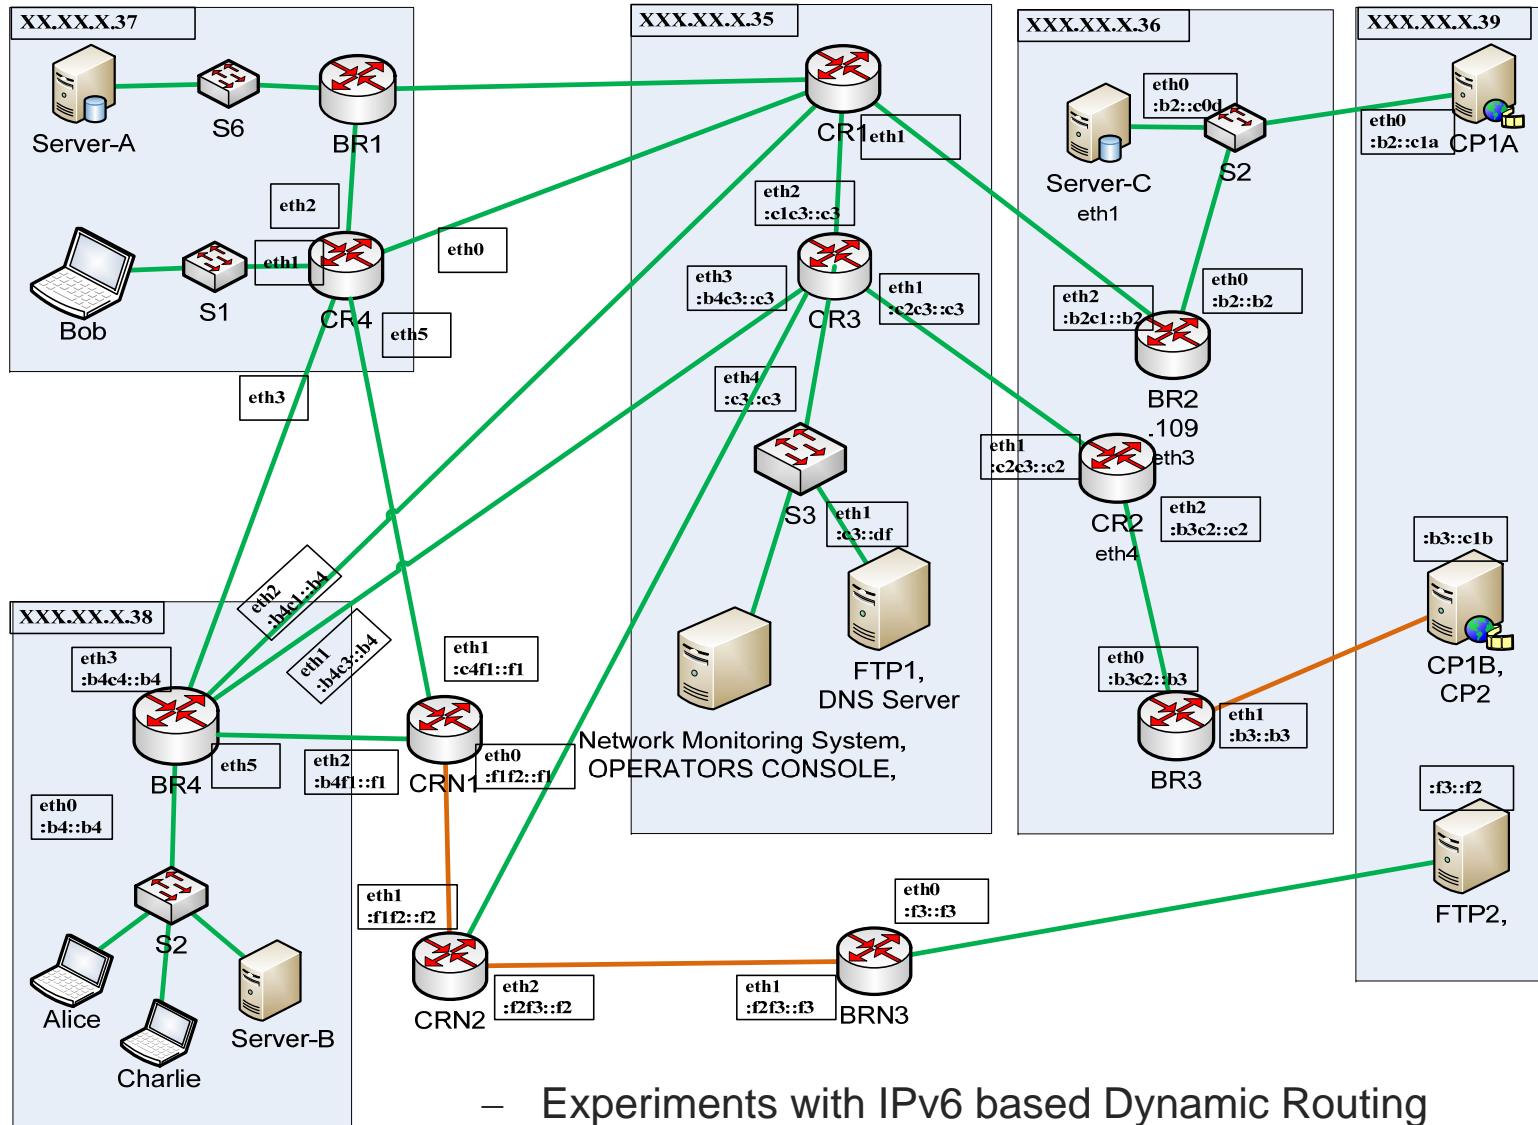 XX.XX.X.37
Server-A
S6
BR1
eth2
eth1
Bob
S1
CR4
eth0
eth5
eth3
XXX.XX.X.35
CR1
eth1
eth2
:c1c3::c3
eth3
:b4c3::c3
CR3
eth1
:c2c3::c3
eth4
:c3::c3
S3
eth1
:c3::df
FTP1,
DNS Server
Network Monitoring System,
OPERATORS CONSOLE,
XXX.XX.X.36
eth0
:b2::c0d
Server-C
eth1
S2
eth2
:b2c1::b2
eth0
:b2::b2
BR2
.109
eth3
eth1
:c2c3::c2
CR2
eth4
eth2
:b3c2::c2
eth0
:b3c2::b3
eth1
:b3::b3
BR3
XXX.XX.X.39
eth0
:b2::c1a
CP1A
:b3::c1b
CP1B,
CP2
:f3::f2
FTP2,
XXX.XX.X.38
eth2
:b4c1::b4
eth1
:b4c3::b4
eth3
:b4c4::b4
BR4
eth5
eth0
:b4::b4
S2
Alice
Charlie
Server-B
eth1
:c4f1::f1
eth2
:b4f1::f1
CRN1
eth0
:f1f2::f1
eth1
:f1f2::f2
CRN2
eth2
:f2f3::f2
eth1
:f2f3::f3
BRN3
eth0
:f3::f3
– Experiments with IPv6 based Dynamic Routing